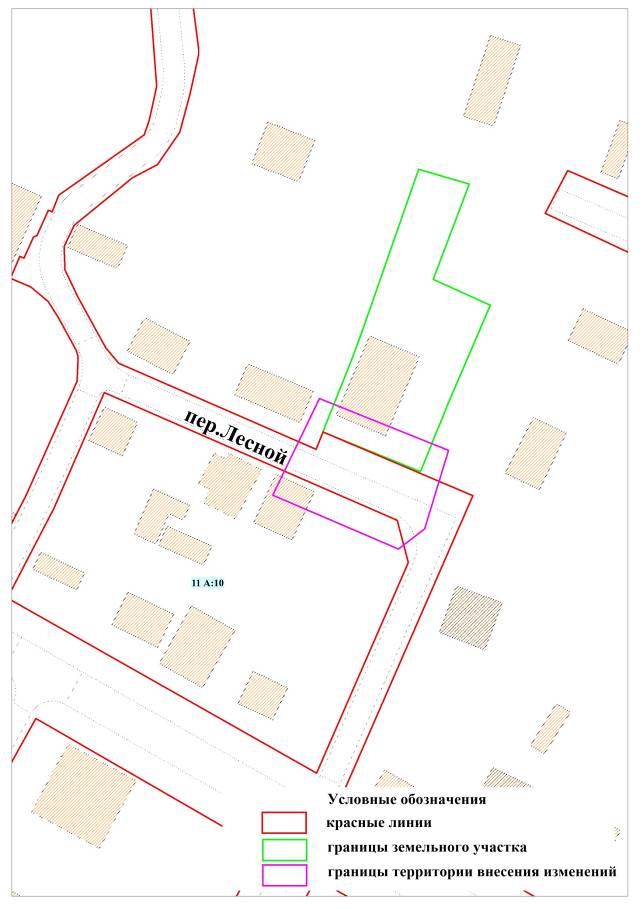 пер.Лесной
11 А:10
Условные обозначения
красные линии
границы земельного участка
границы территории внесения изменений